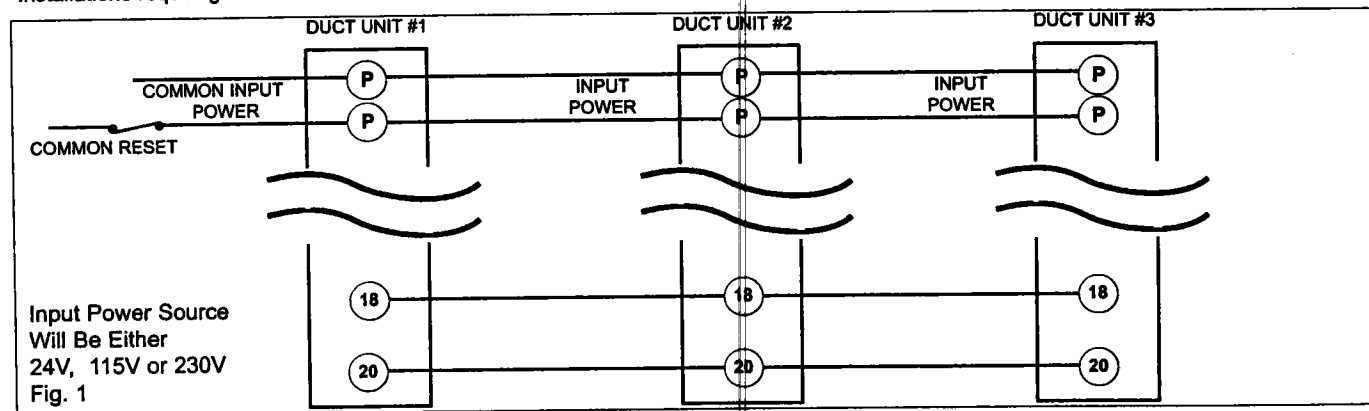 DUCT UNIT #1
DUCT UNIT #2
DUCT UNIT #3
P
P
P
COMMON INPUT
POWER
INPUT
POWER
INPUT
POWER
P
P
P
COMMON RESET
18
18
18
Input Power Source
Will Be Either
24V, 115V or 230V
Fig. 1
20
20
20